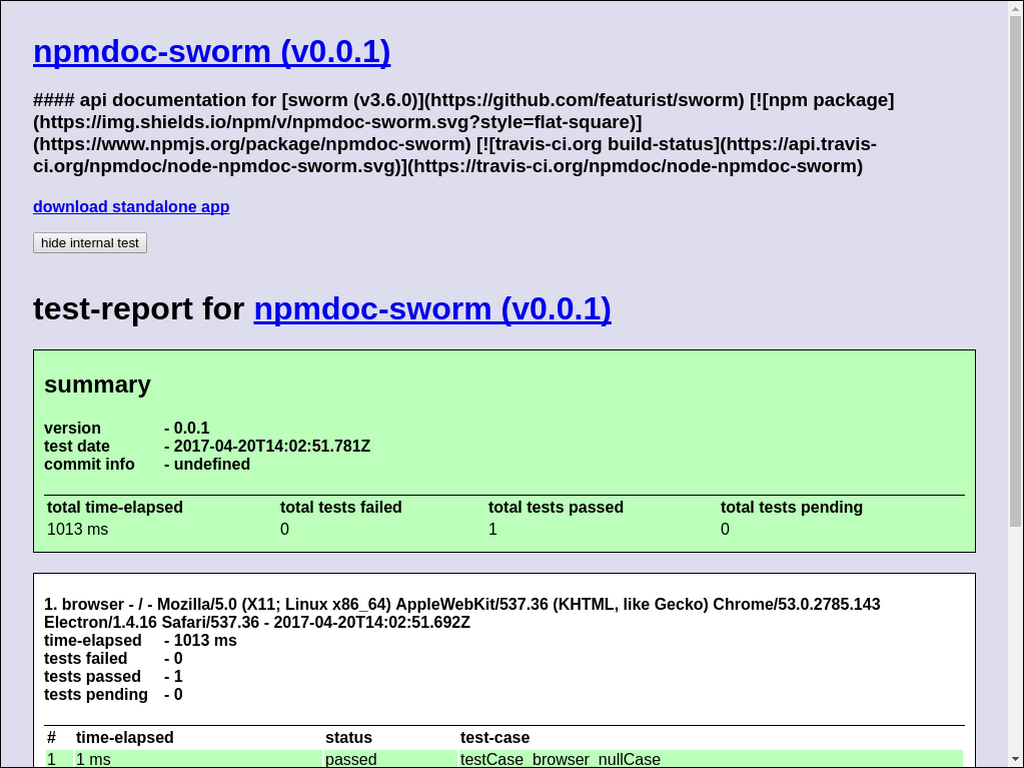 npmdoc-sworm (v0.0.1)
#### api documentation for [sworm (v3.6.0)](https://github.com/featurist/sworm) [![npm package]
(https://img.shields.io/npm/v/npmdoc-sworm.svg?style=flat-square)]
(https://www.npmjs.org/package/npmdoc-sworm) [![travis-ci.org build-status](https://api.travis-
ci.org/npmdoc/node-npmdoc-sworm.svg)](https://travis-ci.org/npmdoc/node-npmdoc-sworm)
download standalone app
hide internal test
test-report for npmdoc-sworm (v0.0.1)
summary
version - 0.0.1
test date - 2017-04-20T14:02:51.781Z
commit info - undefined
total time-elapsed total tests failed total tests passed total tests pending
1013 ms 0 1 0
1. browser - / - Mozilla/5.0 (X11; Linux x86_64) AppleWebKit/537.36 (KHTML, like Gecko) Chrome/53.0.2785.143
Electron/1.4.16 Safari/537.36 - 2017-04-20T14:02:51.692Z
time-elapsed - 1013 ms
tests failed - 0
tests passed - 1
tests pending - 0
# time-elapsed status test-case
1 1 ms passed testCase_browser_nullCase